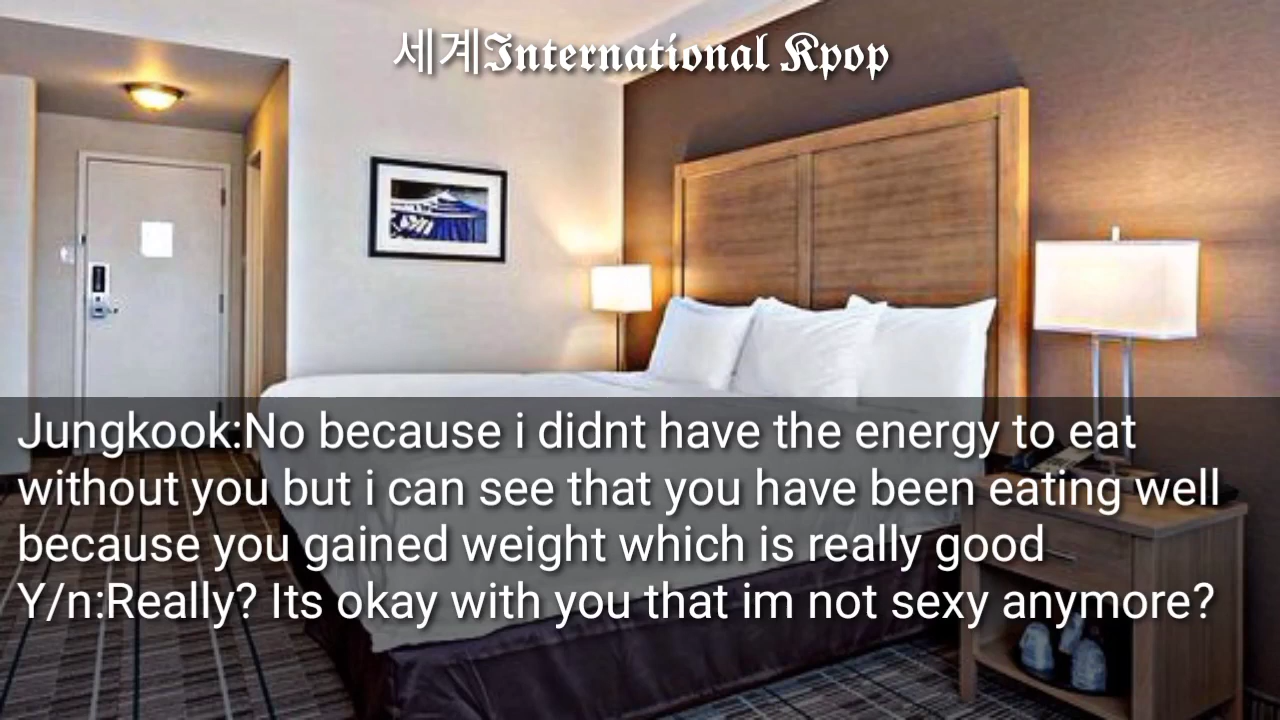 세계International Kpop
Jungkook:No because i didnt have the energy to eat
without you but i can see that you have been eating well
because you gained weight which is really good
Y/n:Really? Its okay with you that im not sexy anymore?